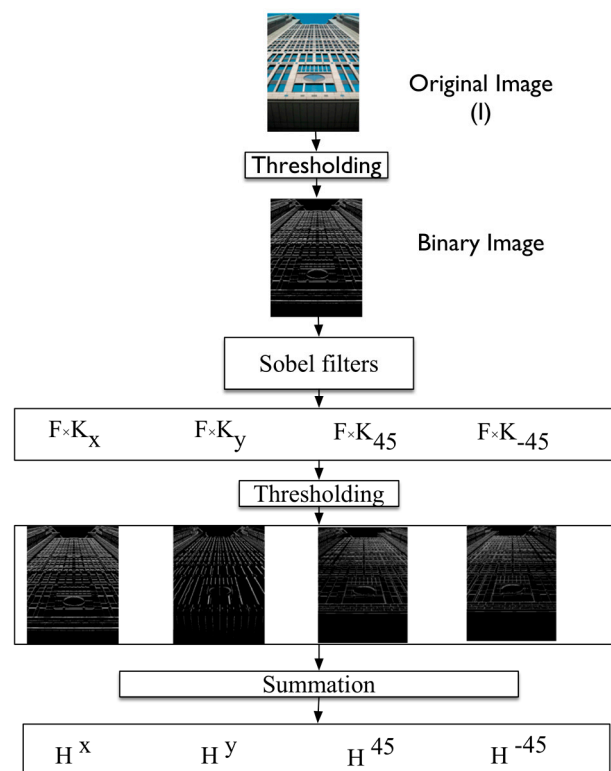 Original Image
(I)
Thresholding
Binary Image
Sobel filters
F×Kx F×Ky F×K45 F×K-45
Thresholding
Summation
H x H y H 45 H -45